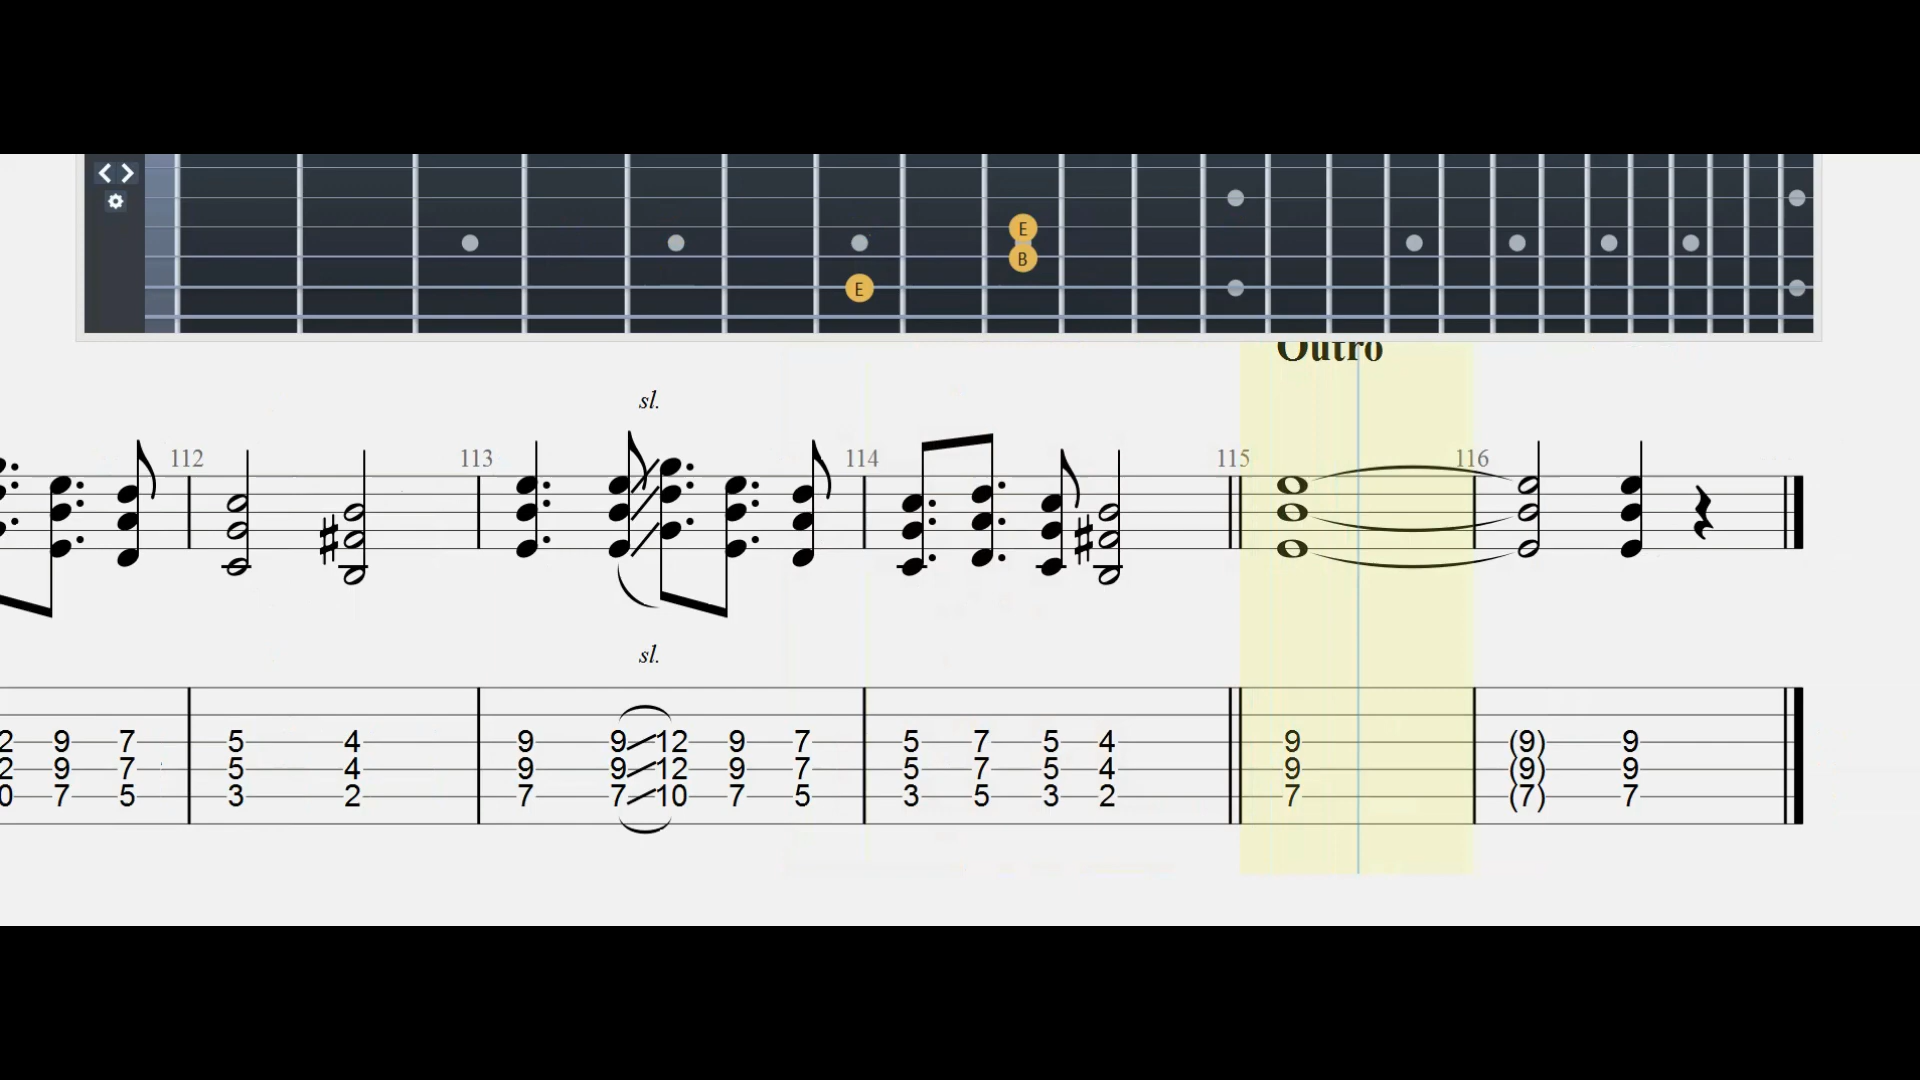 E
B
E
Outro
sl.
112 113 114 115 116
sl.
2 9 7 5 4 9 9 12 9 7 5 7 5 4 9 (9) 9
2 9 7 5 4 9 9 12 9 7 5 7 5 4 9 (9) 9
0 7 5 3 2 7 7 10 7 5 3 5 3 2 7 (7) 7